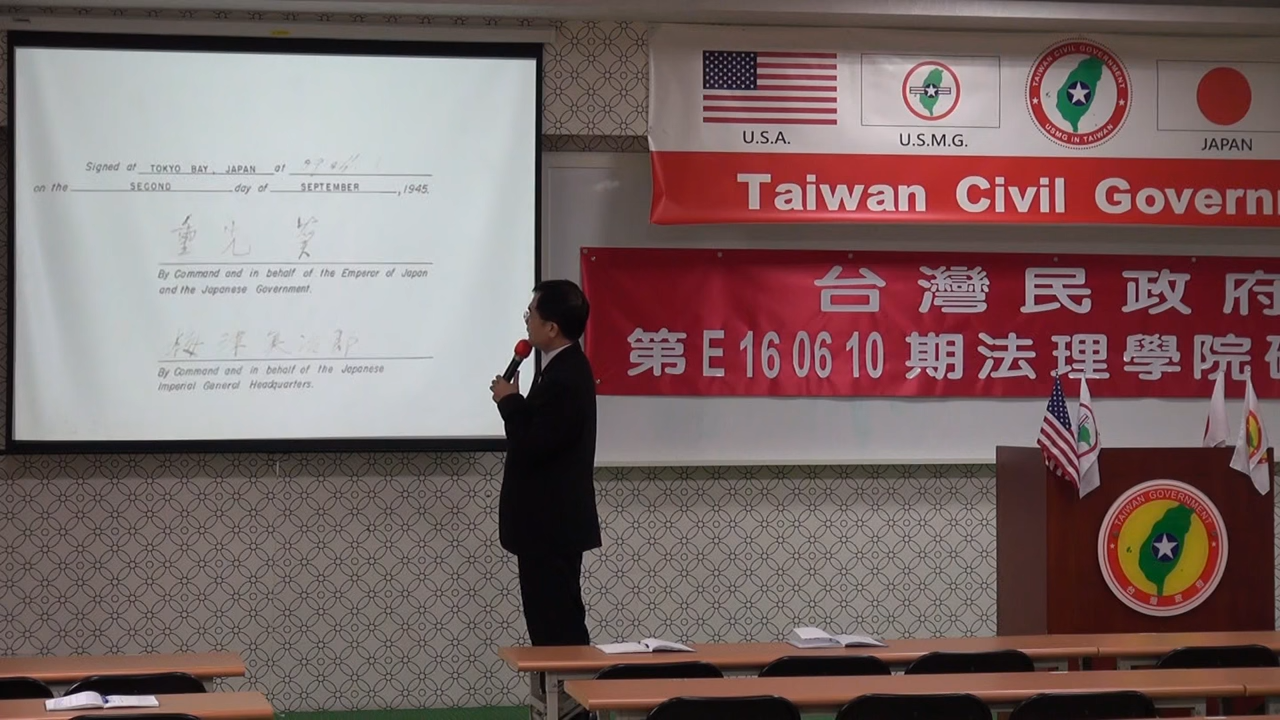 Signed at TOKYO BAY, JAPAN at
on the SECOND day of SEPTEMBER, 1945.
重光 葵
By Command and in behalf of the Emperor of Japan
and the Japanese Government.
梅津美治郎
By Command and in behalf of the Japanese
Imperial General Headquarters.
U.S.A.
U.S.M.G.
TAIWAN CIVIL GOVERNMENT
USMG IN TAIWAN
JAPAN
Taiwan Civil Govern
台灣民政府
第E160610期法理學院
TAIWAN GOVERNMENT